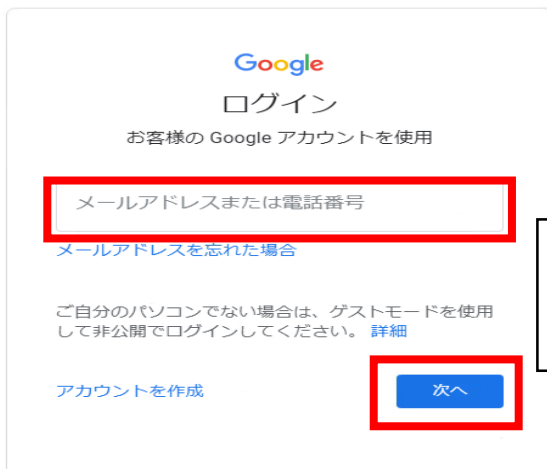 Google
ログイン
お客様の Google アカウントを使用
メールアドレスまたは電話番号
メールアドレスを忘れた場合
ご自分のパソコンでない場合は、ゲストモードを使用
して非公開でログインしてください。 詳細
アカウントを作成
次へ